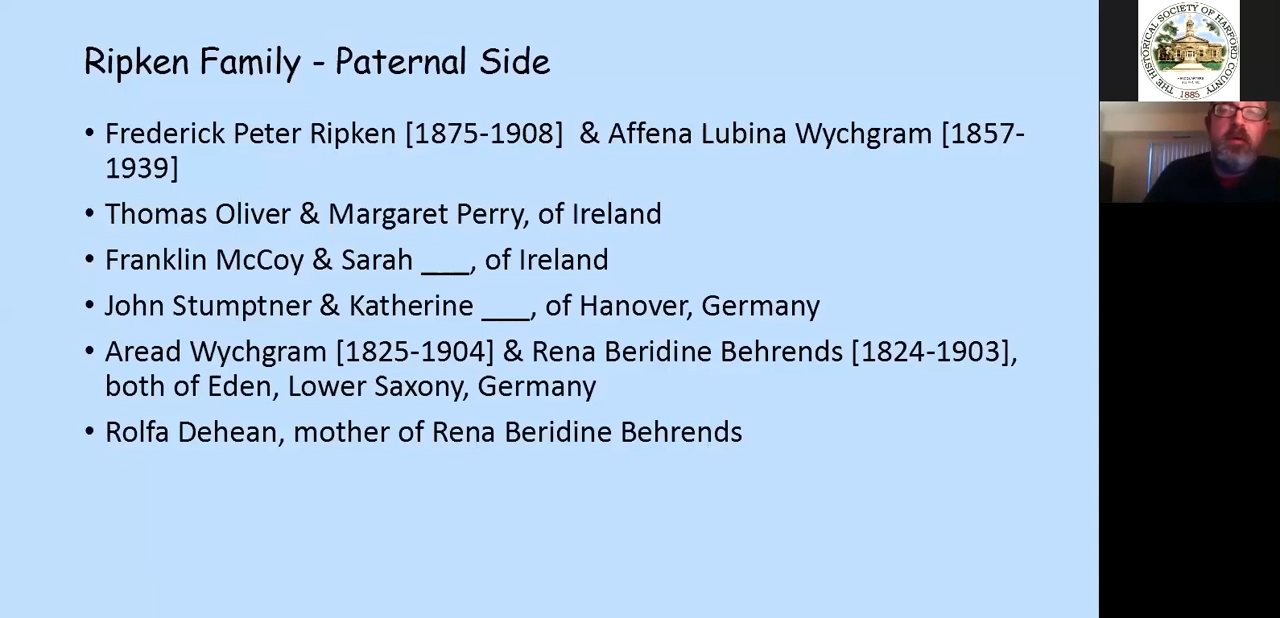 Ripken Family - Paternal Side
• Frederick Peter Ripken [1875-1908] & Affena Lubina Wychgram [1857-
1939]
• Thomas Oliver & Margaret Perry, of Ireland
• Franklin McCoy & Sarah ___, of Ireland
• John Stumptner & Katherine ___, of Hanover, Germany
• Aread Wychgram [1825-1904] & Rena Beridine Behrends [1824-1903],
both of Eden, Lower Saxony, Germany
• Rolfa Dehean, mother of Rena Beridine Behrends
THE HISTORICAL SOCIETY OF HARFORD COUNTY
1885